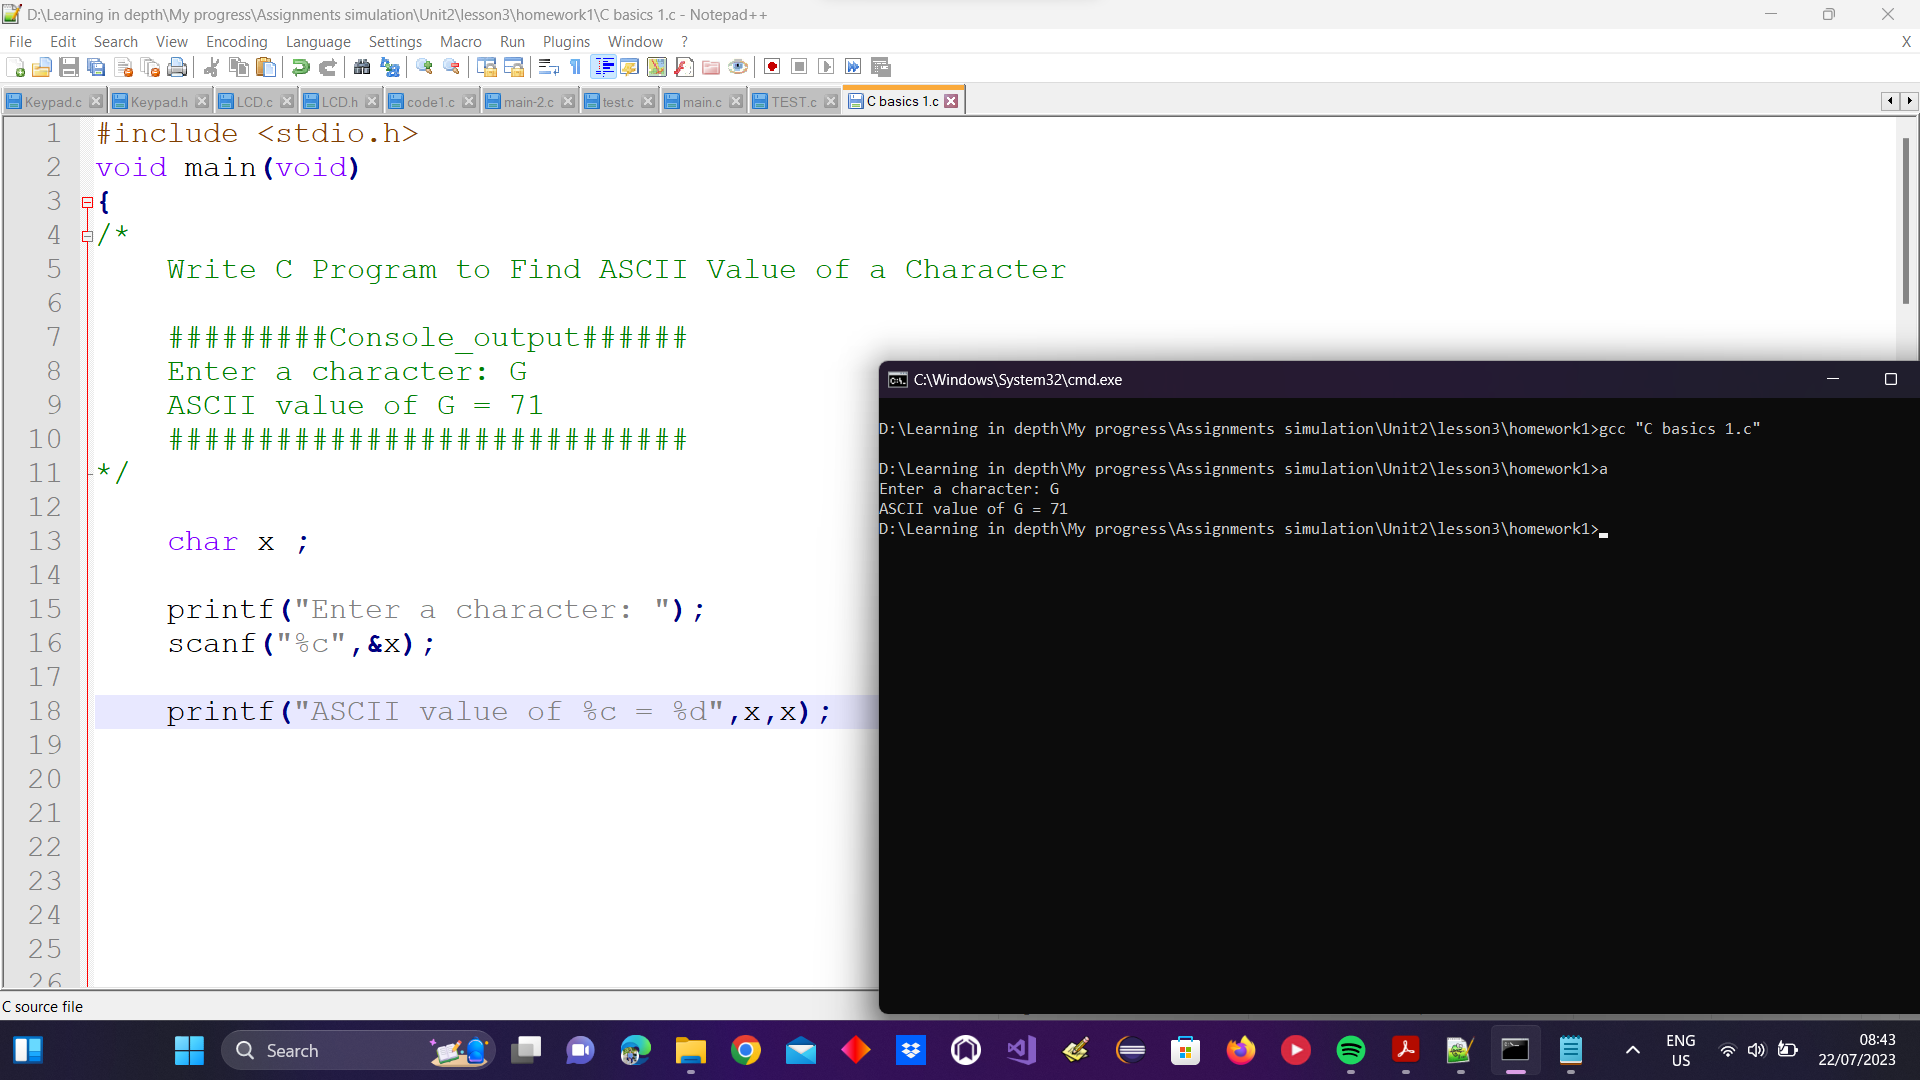 D:\Learning in depth\My progress\Assignments simulation\Unit2\lesson3\homework1\C basics 1.c - Notepad++
File Edit Search View Encoding Language Settings Macro Run Plugins Window ? X
Keypad.c Keypad.h LCD.c LCD.h code1.c main-2.c test.c main.c TEST.c C basics 1.c
1 #include <stdio.h>
2 void main(void)
3 {
4 /*
5 Write C Program to Find ASCII Value of a Character
6
7 #########Console_output######
8 Enter a character: G
9 ASCII value of G = 71
10 #############################
11 */
12
13 char x ;
14
15 printf("Enter a character: ");
16 scanf("%c",&x);
17
18 printf("ASCII value of %c = %d",x,x);
19
20
21
22
23
24
25
26
C:\Windows\System32\cmd.exe
D:\Learning in depth\My progress\Assignments simulation\Unit2\lesson3\homework1>gcc "C basics 1.c"
D:\Learning in depth\My progress\Assignments simulation\Unit2\lesson3\homework1>a
Enter a character: G
ASCII value of G = 71
D:\Learning in depth\My progress\Assignments simulation\Unit2\lesson3\homework1>
C source file
Search
ENG
US
08:43
22/07/2023